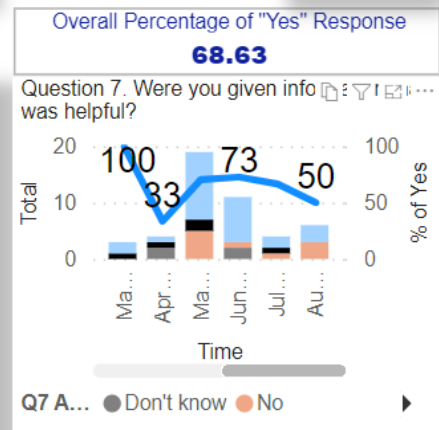 Overall Percentage of "Yes" Response
68.63
Question 7. Were you given info
was helpful?
20 100
100 73
33 50
10 50
0 0
Total
% of Yes
Ma... Apr... Ma... Jun... Jul... Au...
Time
Q7 A... Don't know No